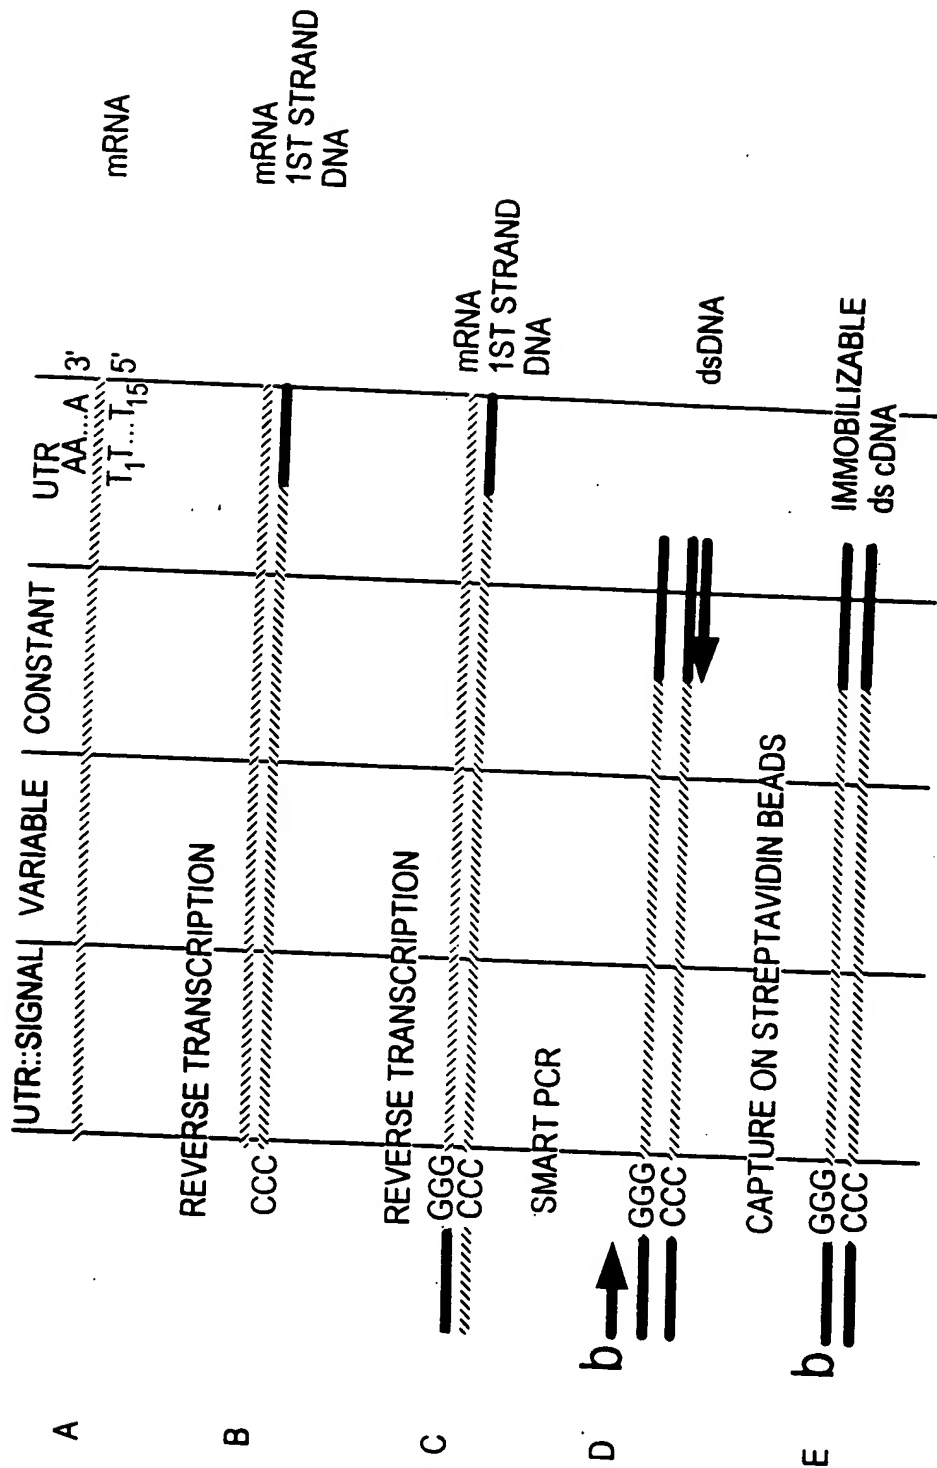 UTR::SIGNAL VARIABLE CONSTANT UTR
AA...A 3'
A mRNA
T1T...T15 5'
REVERSE TRANSCRIPTION
B CCC mRNA
1ST STRAND
DNA
REVERSE TRANSCRIPTION
C GGG mRNA
CCC 1ST STRAND
DNA
SMART PCR
b
D GGG dsDNA
CCC
CAPTURE ON STREPTAVIDIN BEADS
b GGG IMMOBILIZABLE
E CCC ds cDNA